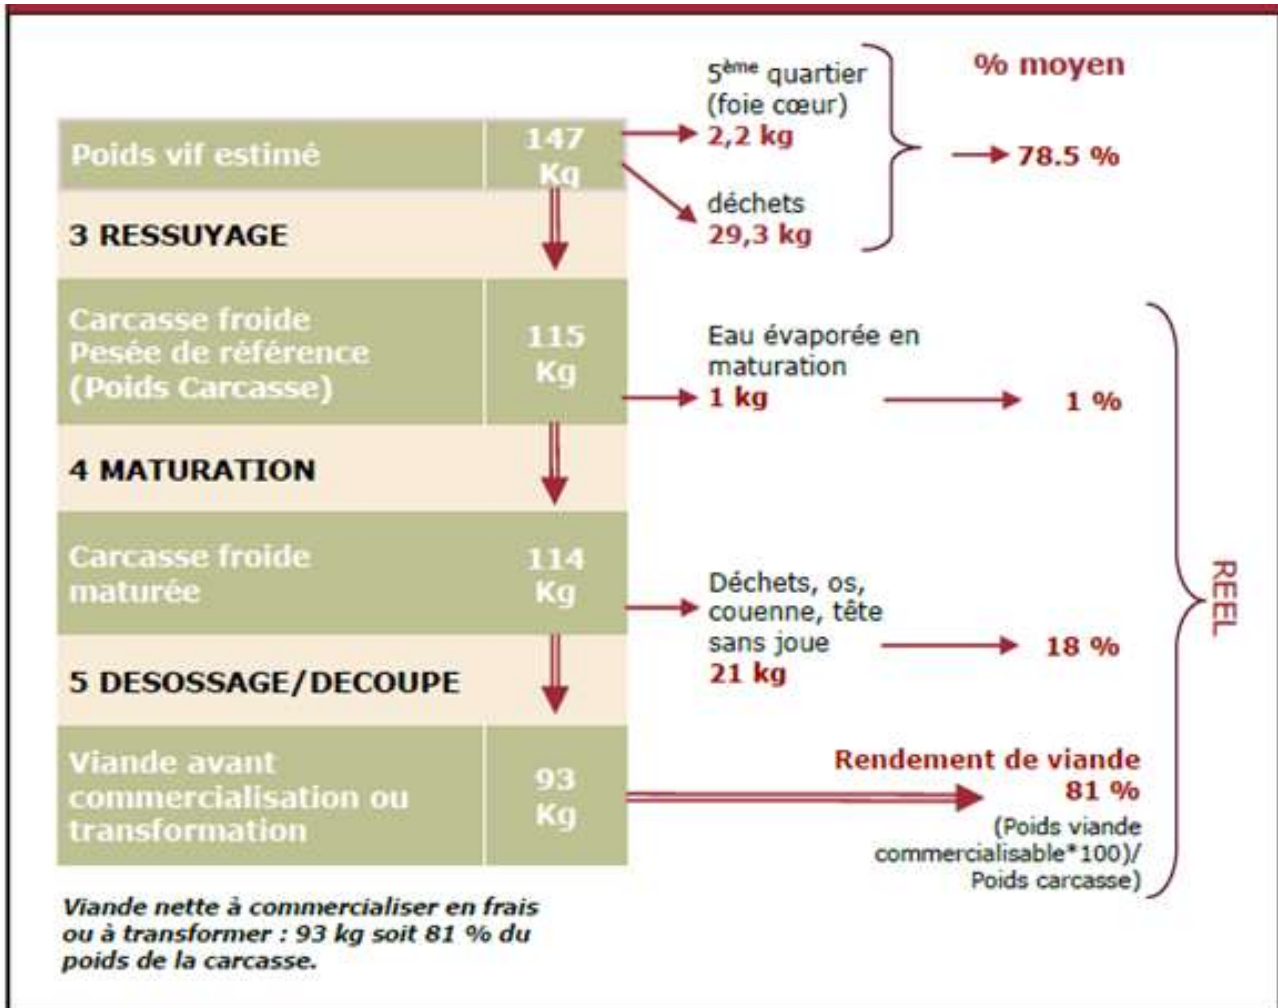 % moyen
5ème quartier
(foie cœur)
2,2 kg
Poids vif estimé
147
Kg
78.5 %
déchets
29,3 kg
3 RESSUYAGE
Carcasse froide
Pesée de référence
(Poids Carcasse)
115
Kg
Eau évaporée en
maturation
1 kg
1 %
4 MATURATION
Carcasse froide
maturée
114
Kg
Déchets, os,
couenne, tête
sans joue
21 kg
18 %
REEL
5 DESOSSAGE/DECOUPE
Viande avant
commercialisation ou
transformation
93
Kg
Rendement de viande
81 %
(Poids viande
commercialisable*100)/
Poids carcasse)
Viande nette à commercialiser en frais
ou à transformer : 93 kg soit 81 % du
poids de la carcasse.